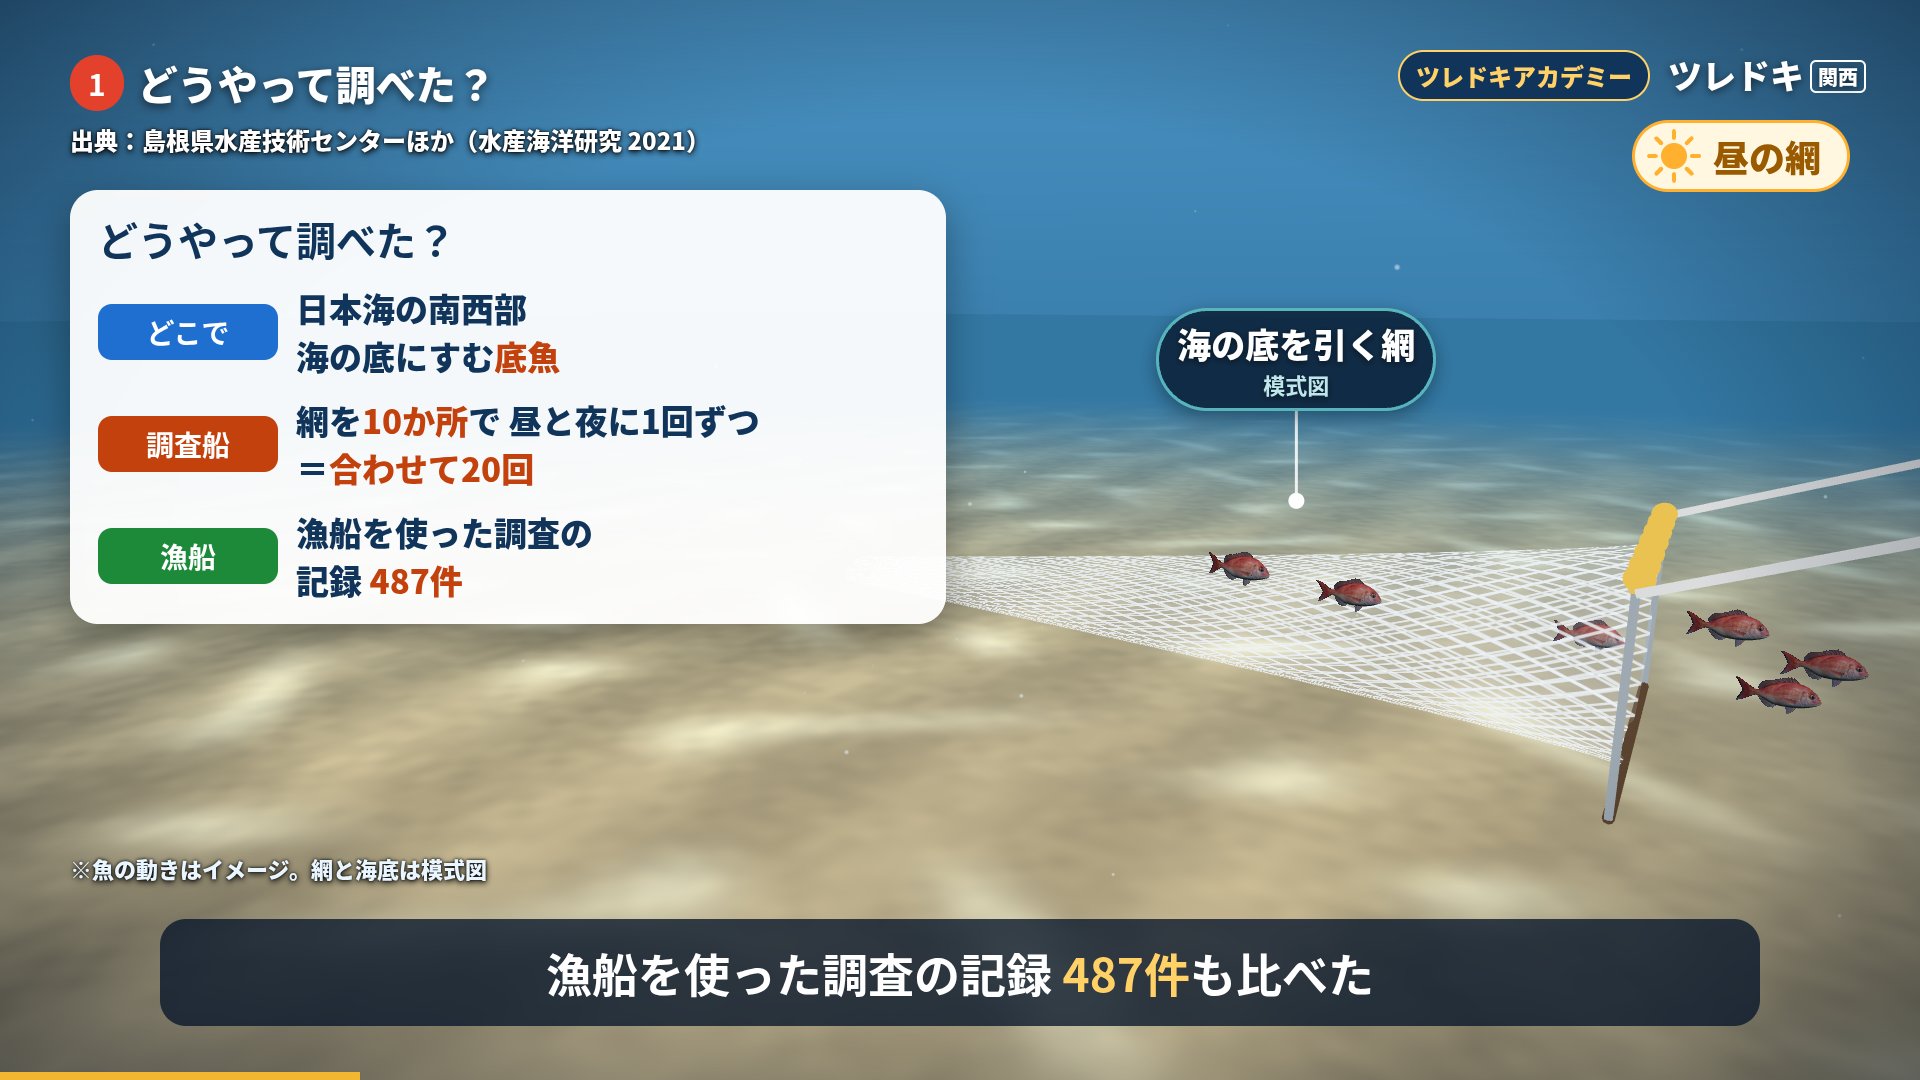 1 どうやって調べた？
出典：島根県水産技術センターほか（水産海洋研究 2021）
ツレドキアカデミー
ツレドキ 関西
昼の網
どうやって調べた？
どこで
日本海の南西部
海の底にすむ底魚
調査船
網を10か所で 昼と夜に1回ずつ
＝合わせて20回
漁船
漁船を使った調査の
記録 487件
海の底を引く網
模式図
※魚の動きはイメージ。網と海底は模式図
漁船を使った調査の記録 487件も比べた